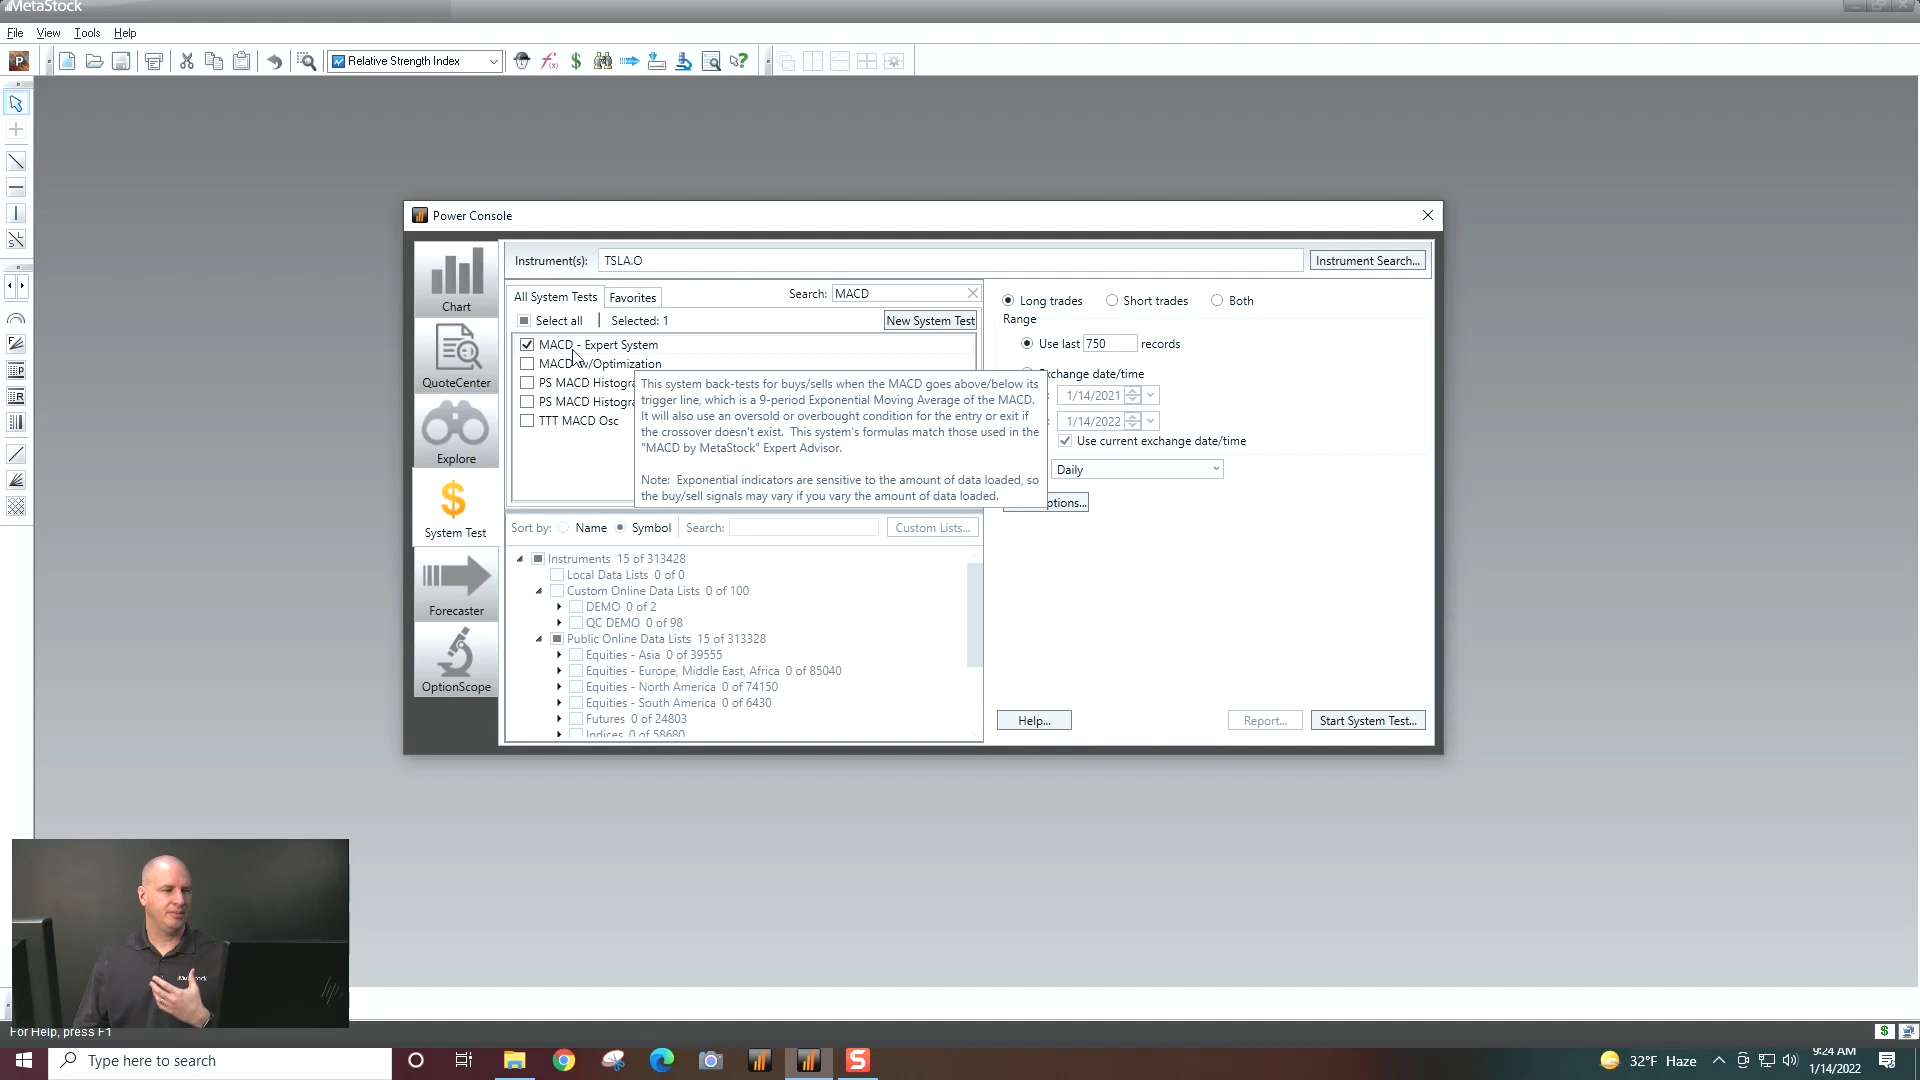 MetaStock
File View Tools Help
Relative Strength Index
Power Console
Chart
QuoteCenter
Explore
System Test
Forecaster
OptionScope
Instrument(s): TSLA.O Instrument Search...
All System Tests Favorites Search: MACD
Select all Selected: 1 New System Test
MACD - Expert System
MACD w/Optimization
PS MACD Histogra
PS MACD Histogra
TTT MACD Osc
This system back-tests for buys/sells when the MACD goes above/below its
trigger line, which is a 9-period Exponential Moving Average of the MACD.
It will also use an oversold or overbought condition for the entry or exit if
the crossover doesn't exist. This system's formulas match those used in the
"MACD by MetaStock" Expert Advisor.
Note: Exponential indicators are sensitive to the amount of data loaded, so
the buy/sell signals may vary if you vary the amount of data loaded.
Long trades Short trades Both
Range
Use last 750 records
xchange date/time
1/14/2021
1/14/2022
Use current exchange date/time
Daily
ptions...
Sort by: Name Symbol Search: Custom Lists...
Instruments 15 of 313428
Local Data Lists 0 of 0
Custom Online Data Lists 0 of 100
DEMO 0 of 2
QC DEMO 0 of 98
Public Online Data Lists 15 of 313328
Equities - Asia 0 of 39555
Equities - Europe, Middle East, Africa 0 of 85040
Equities - North America 0 of 74150
Equities - South America 0 of 6430
Futures 0 of 24803
Indices 0 of 58680
Help... Report... Start System Test...
For Help, press F1
Type here to search
32°F Haze
9:24 AM
1/14/2022